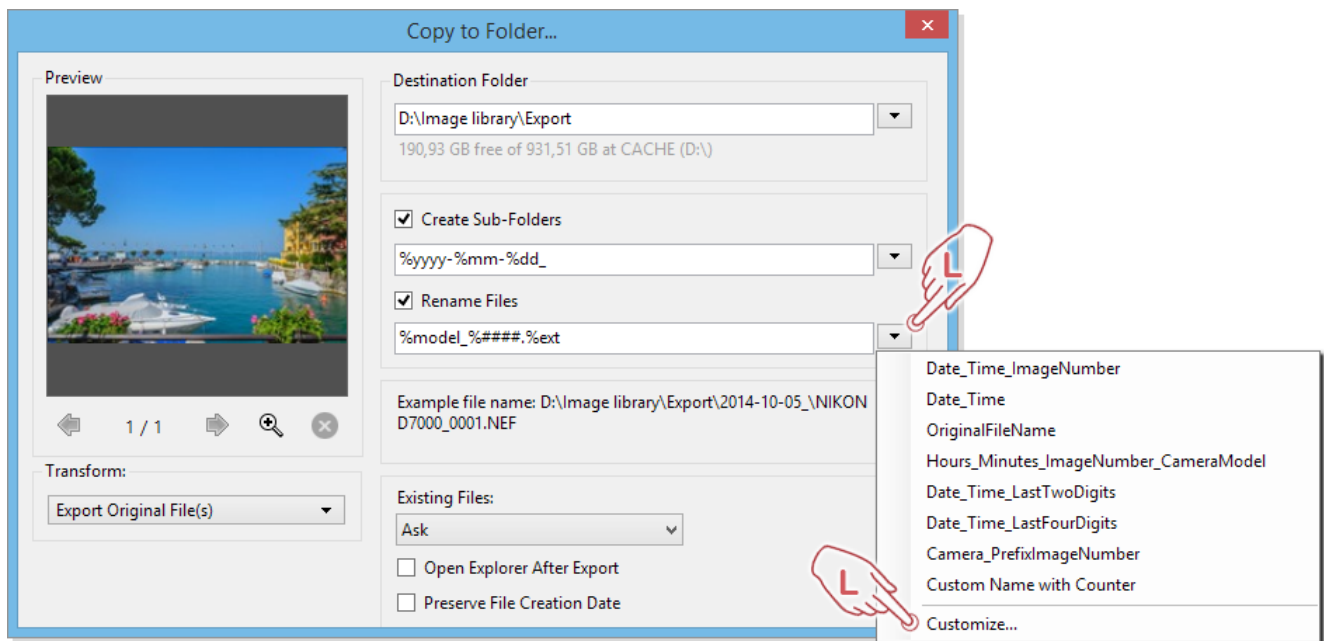 Copy to Folder...
Preview
1 / 1
Transform:
Export Original File(s)
Destination Folder
D:\Image library\Export
190,93 GB free of 931,51 GB at CACHE (D:\)
Create Sub-Folders
%yyyy-%mm-%dd_
Rename Files
%model_%####.%ext
Example file name: D:\Image library\Export\2014-10-05_\NIKON
D7000_0001.NEF
Existing Files:
Ask
Open Explorer After Export
Preserve File Creation Date
L
Date_Time_ImageNumber
Date_Time
OriginalFileName
Hours_Minutes_ImageNumber_CameraModel
Date_Time_LastTwoDigits
Date_Time_LastFourDigits
Camera_PrefixImageNumber
Custom Name with Counter
L
Customize...